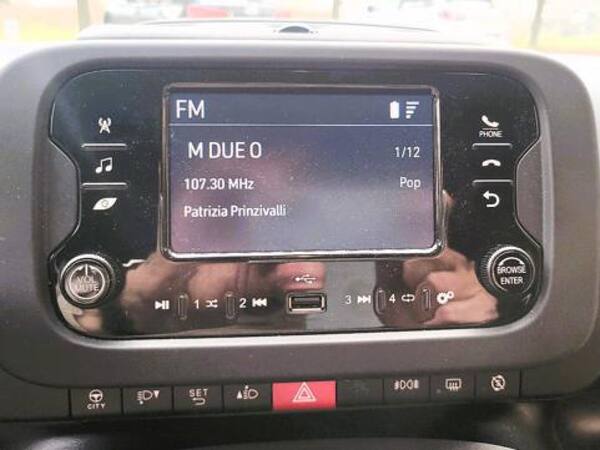 FM
M DUE O
1/12
107.30 MHz
Pop
Patrizia Prinzivalli
PHONE
VOL
MUTE
BROWSE
ENTER
1
2
3
4
CITY
SET